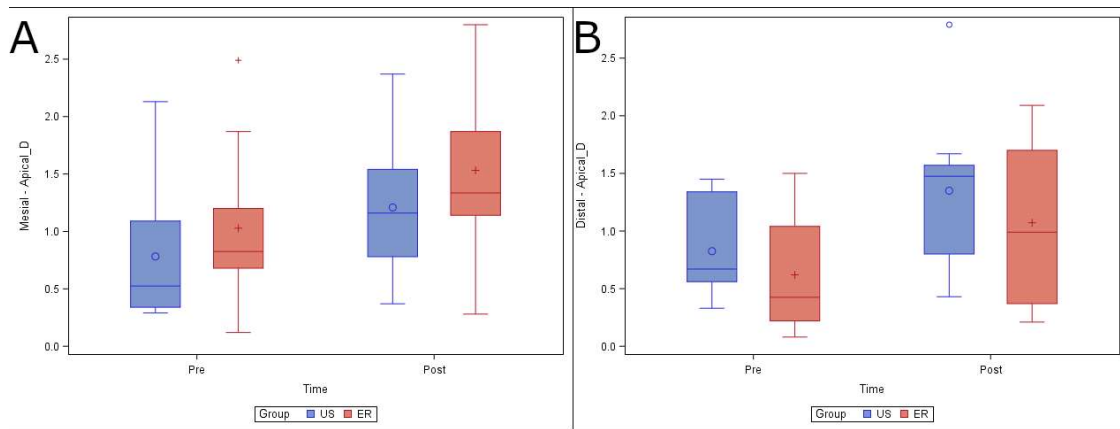 A
Mesial - Apical_D
2.5
2.0
1.5
1.0
0.5
0.0
Pre
Post
Time
Group US ER
B
Distal - Apical_D
2.5
2.0
1.5
1.0
0.5
0.0
Pre
Post
Time
Group US ER